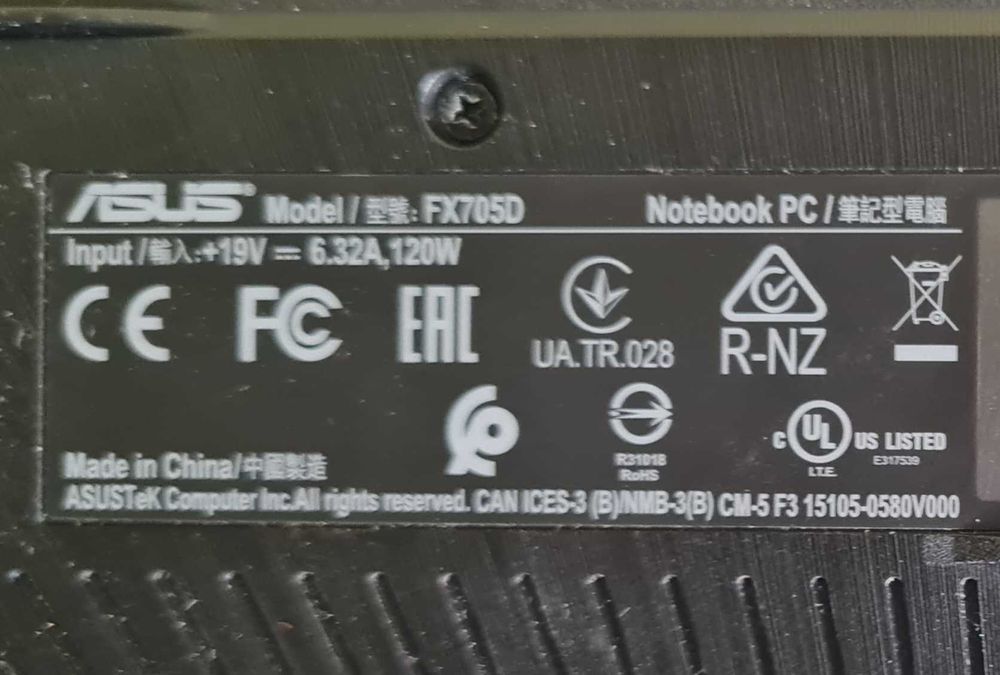 ASUS® Model / 型號: FX705D Notebook PC / 筆記型電腦
Input / 輸入:+19V ⎓ 6.32A,120W
CE FC EAC UA.TR.028 R-NZ
R31018
RoHS
C UL US LISTED
I.T.E. E317539
Made in China/中國製造
ASUSTeK Computer Inc.All rights reserved. CAN ICES-3 (B)/NMB-3(B) CM-5 F3 15105-0580V000